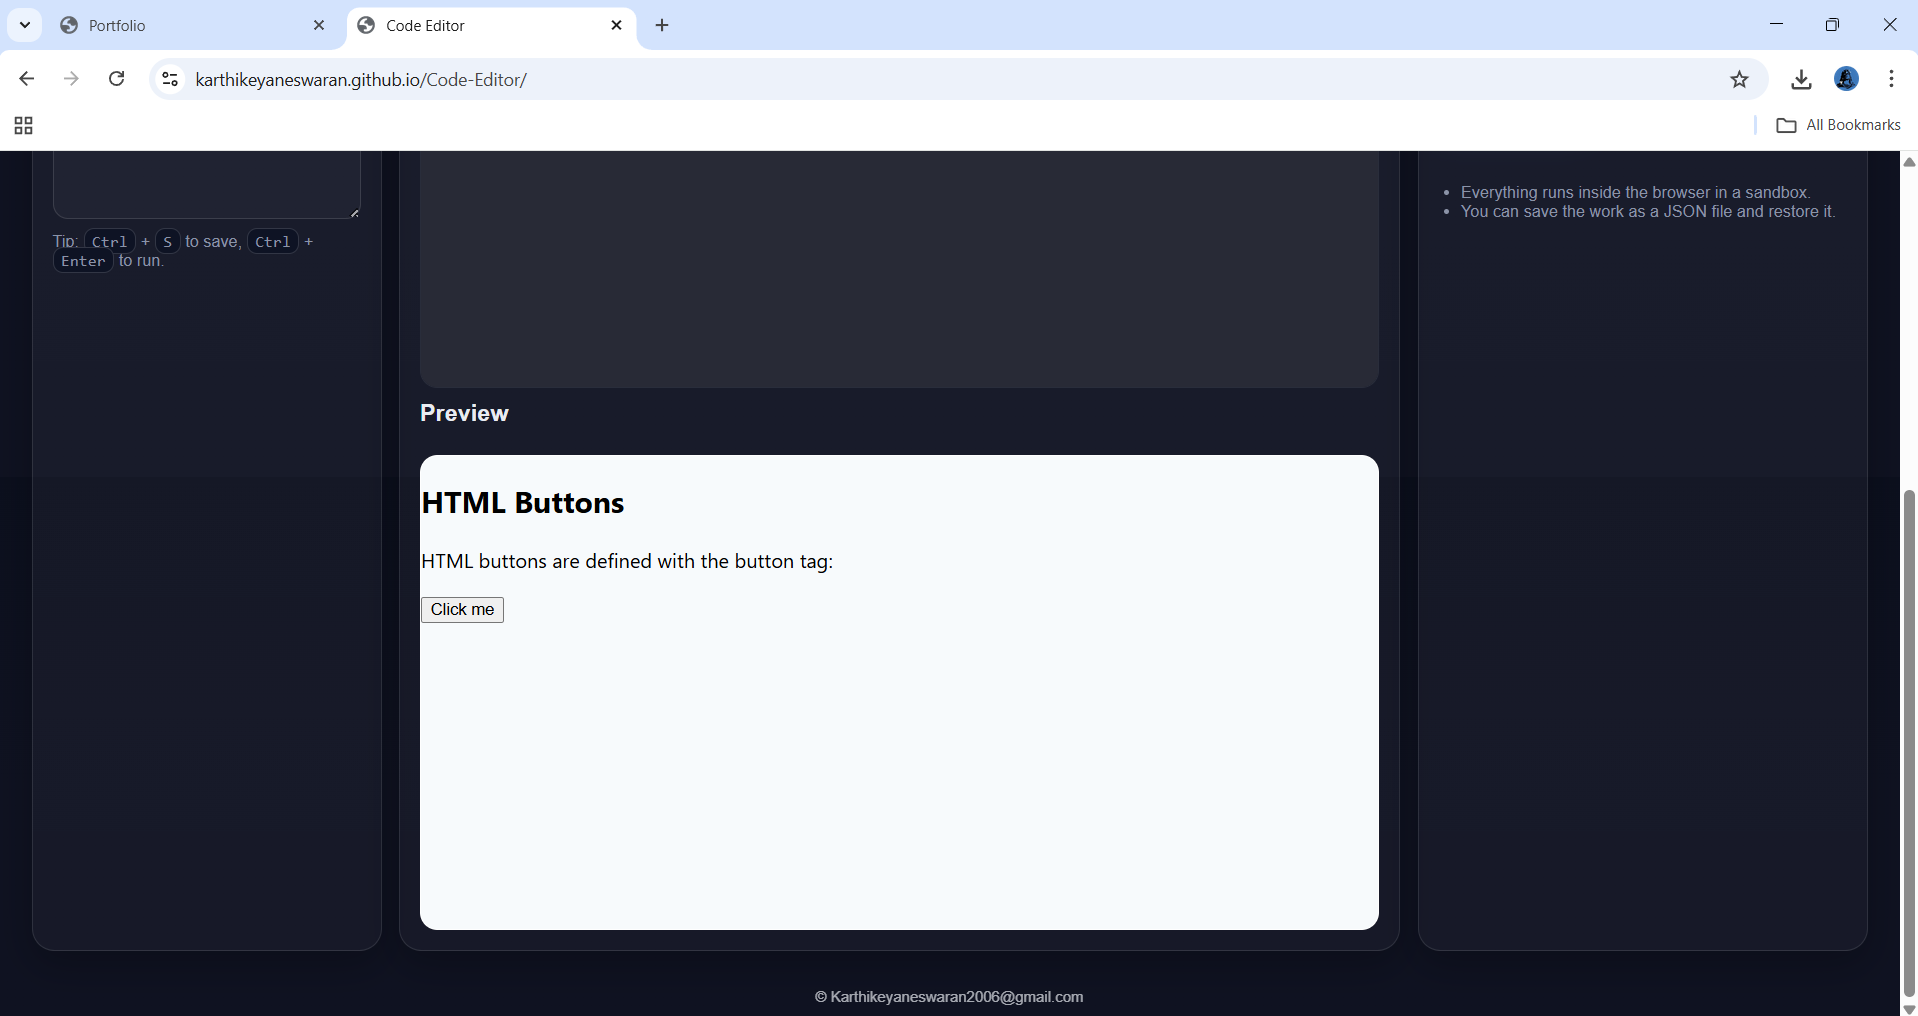 Portfolio
Code Editor
karthikeyaneswaran.github.io/Code-Editor/
All Bookmarks
Tip: Ctrl + S to save, Ctrl +
Enter to run.
Preview
HTML Buttons
HTML buttons are defined with the button tag:
Click me
• Everything runs inside the browser in a sandbox.
• You can save the work as a JSON file and restore it.
© Karthikeyaneswaran2006@gmail.com